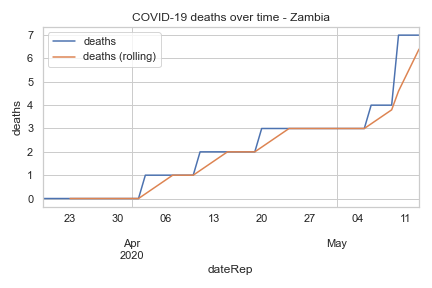 COVID-19 deaths over time - Zambia
deaths
deaths (rolling)
7
6
5
4
3
2
1
0
deaths
23 30 06 13 20 27 04 11
Apr May
2020
dateRep